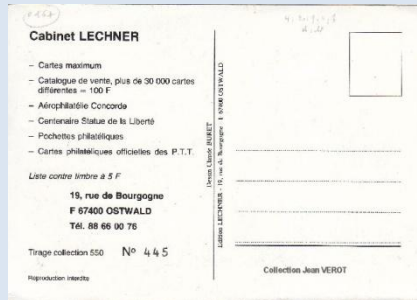 Cabinet LECHNER
– Cartes maximum
– Catalogue de vente, plus de 30 000 cartes
différentes = 100 F
– Aérophilatélie Concorde
– Centenaire Statue de la Liberté
– Pochettes philatéliques
– Cartes philatéliques officielles des P.T.T.
Liste contre timbre à 5 F
19, rue de Bourgogne
F 67400 OSTWALD
Tél. 88 66 00 76
Tirage collection 550 N° 445
Reproduction interdite
Dessin Claude BURET
Edition LECHNER - 19, rue de Bourgogne - F 67400 OSTWALD
Collection Jean VEROT